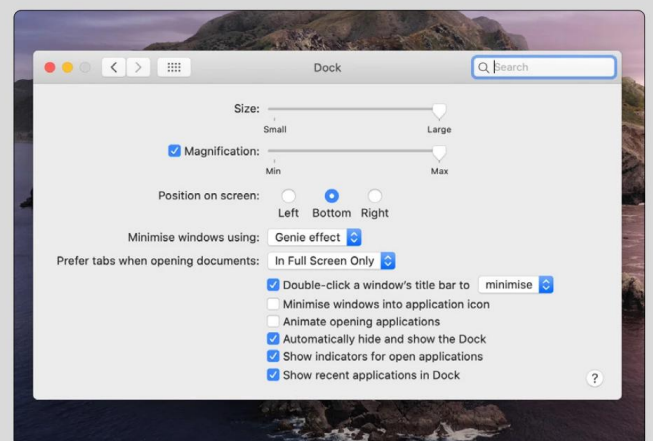 Dock
Search
Size:
Small Large
Magnification:
Min Max
Position on screen:
Left Bottom Right
Minimise windows using: Genie effect
Prefer tabs when opening documents: In Full Screen Only
Double-click a window's title bar to minimise
Minimise windows into application icon
Animate opening applications
Automatically hide and show the Dock
Show indicators for open applications
Show recent applications in Dock
?